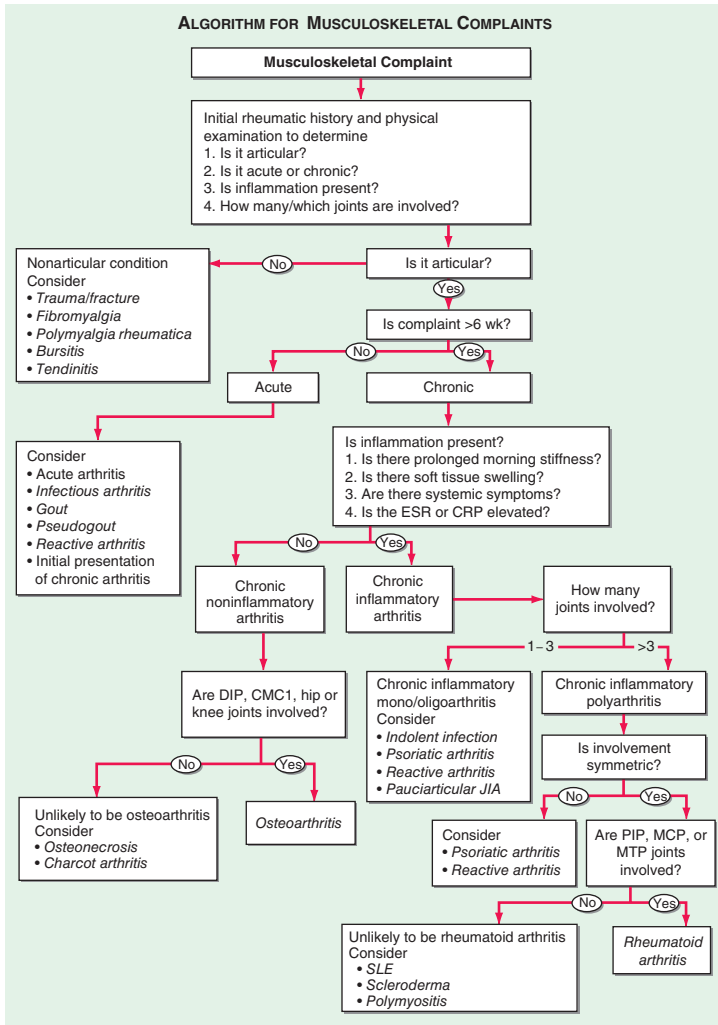 ALGORITHM FOR MUSCULOSKELETAL COMPLAINTS
Musculoskeletal Complaint
Initial rheumatic history and physical
examination to determine
1. Is it articular?
2. Is it acute or chronic?
3. Is inflammation present?
4. How many/which joints are involved?
Is it articular?
No
Nonarticular condition
Consider
• Trauma/fracture
• Fibromyalgia
• Polymyalgia rheumatica
• Bursitis
• Tendinitis
Yes
Is complaint >6 wk?
No
Yes
Acute
Chronic
Consider
• Acute arthritis
• Infectious arthritis
• Gout
• Pseudogout
• Reactive arthritis
• Initial presentation
of chronic arthritis
Is inflammation present?
1. Is there prolonged morning stiffness?
2. Is there soft tissue swelling?
3. Are there systemic symptoms?
4. Is the ESR or CRP elevated?
No
Yes
Chronic
noninflammatory
arthritis
Chronic
inflammatory
arthritis
How many
joints involved?
1–3
>3
Are DIP, CMC1, hip or
knee joints involved?
Chronic inflammatory
mono/oligoarthritis
Consider
• Indolent infection
• Psoriatic arthritis
• Reactive arthritis
• Pauciarticular JIA
Chronic inflammatory
polyarthritis
Is involvement
symmetric?
No
Yes
Unlikely to be osteoarthritis
Consider
• Osteonecrosis
• Charcot arthritis
Osteoarthritis
No
Yes
Consider
• Psoriatic arthritis
• Reactive arthritis
Are PIP, MCP, or
MTP joints
involved?
No
Yes
Unlikely to be rheumatoid arthritis
Consider
• SLE
• Scleroderma
• Polymyositis
Rheumatoid
arthritis